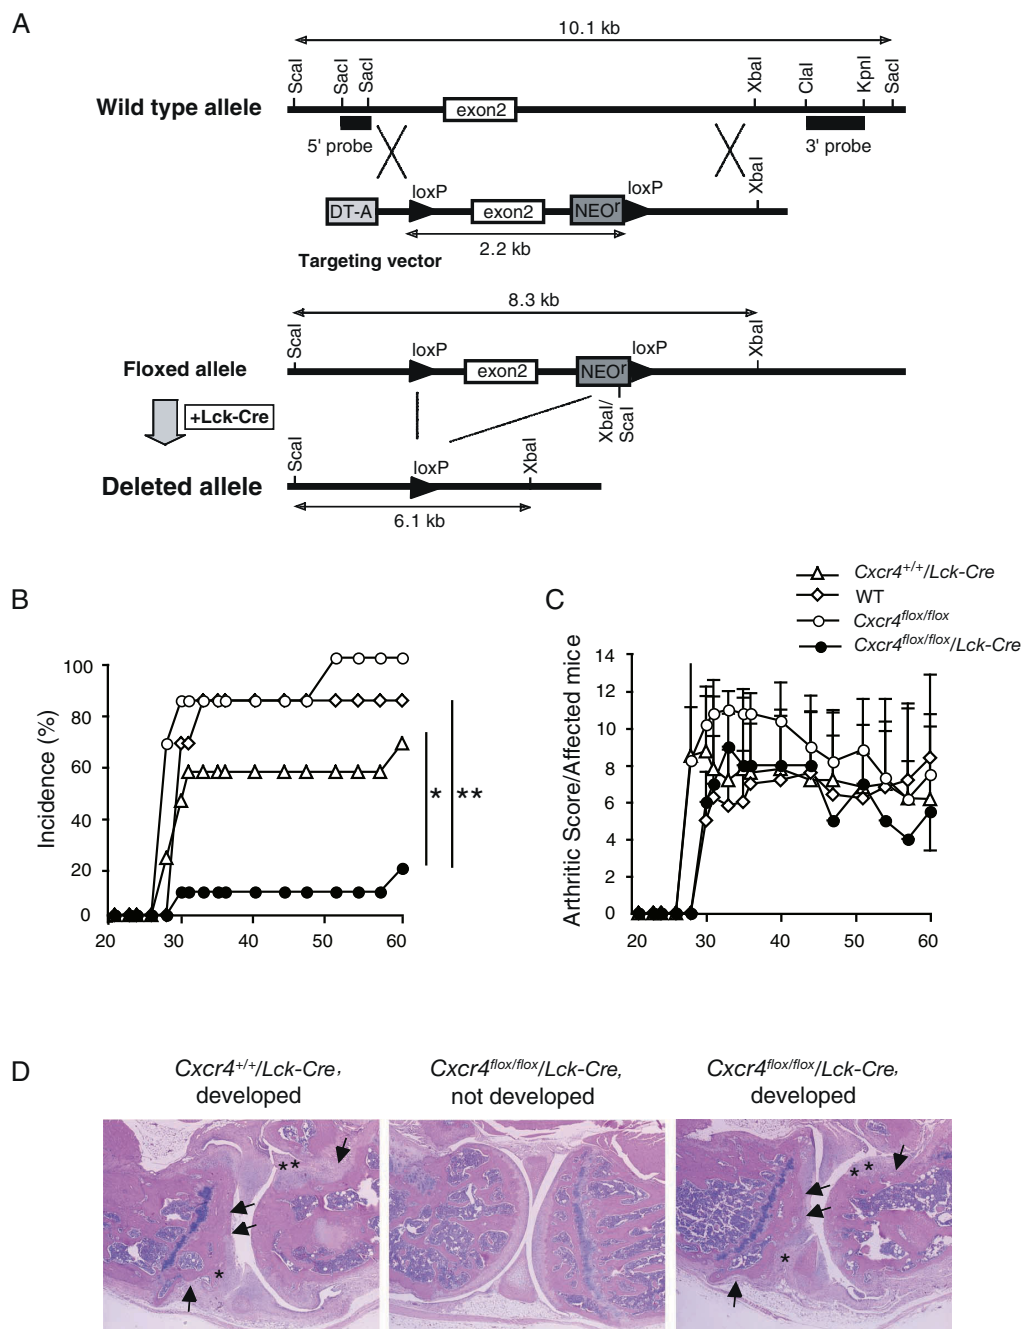 A
10.1 kb
ScaI
SacI
SacI
XbaI
ClaI
KpnI
SacI
Wild type allele
exon2
5' probe
3' probe
loxP
loxP
XbaI
DT-A
exon2
NEOr
2.2 kb
Targeting vector
8.3 kb
ScaI
loxP
loxP
XbaI
Floxed allele
exon2
NEOr
+Lck-Cre
XbaI/
ScaI
ScaI
loxP
XbaI
Deleted allele
6.1 kb
Cxcr4+/+/Lck-Cre
WT
Cxcr4flox/flox
Cxcr4flox/flox/Lck-Cre
B
Incidence (%)
100
80
60
40
20
0
20 30 40 50 60
* **
C
Arthritic Score/Affected mice
14
12
10
8
6
4
2
0
20 30 40 50 60
D
Cxcr4+/+/Lck-Cre,
developed
Cxcr4flox/flox/Lck-Cre,
not developed
Cxcr4flox/flox/Lck-Cre,
developed
**
*
**
*